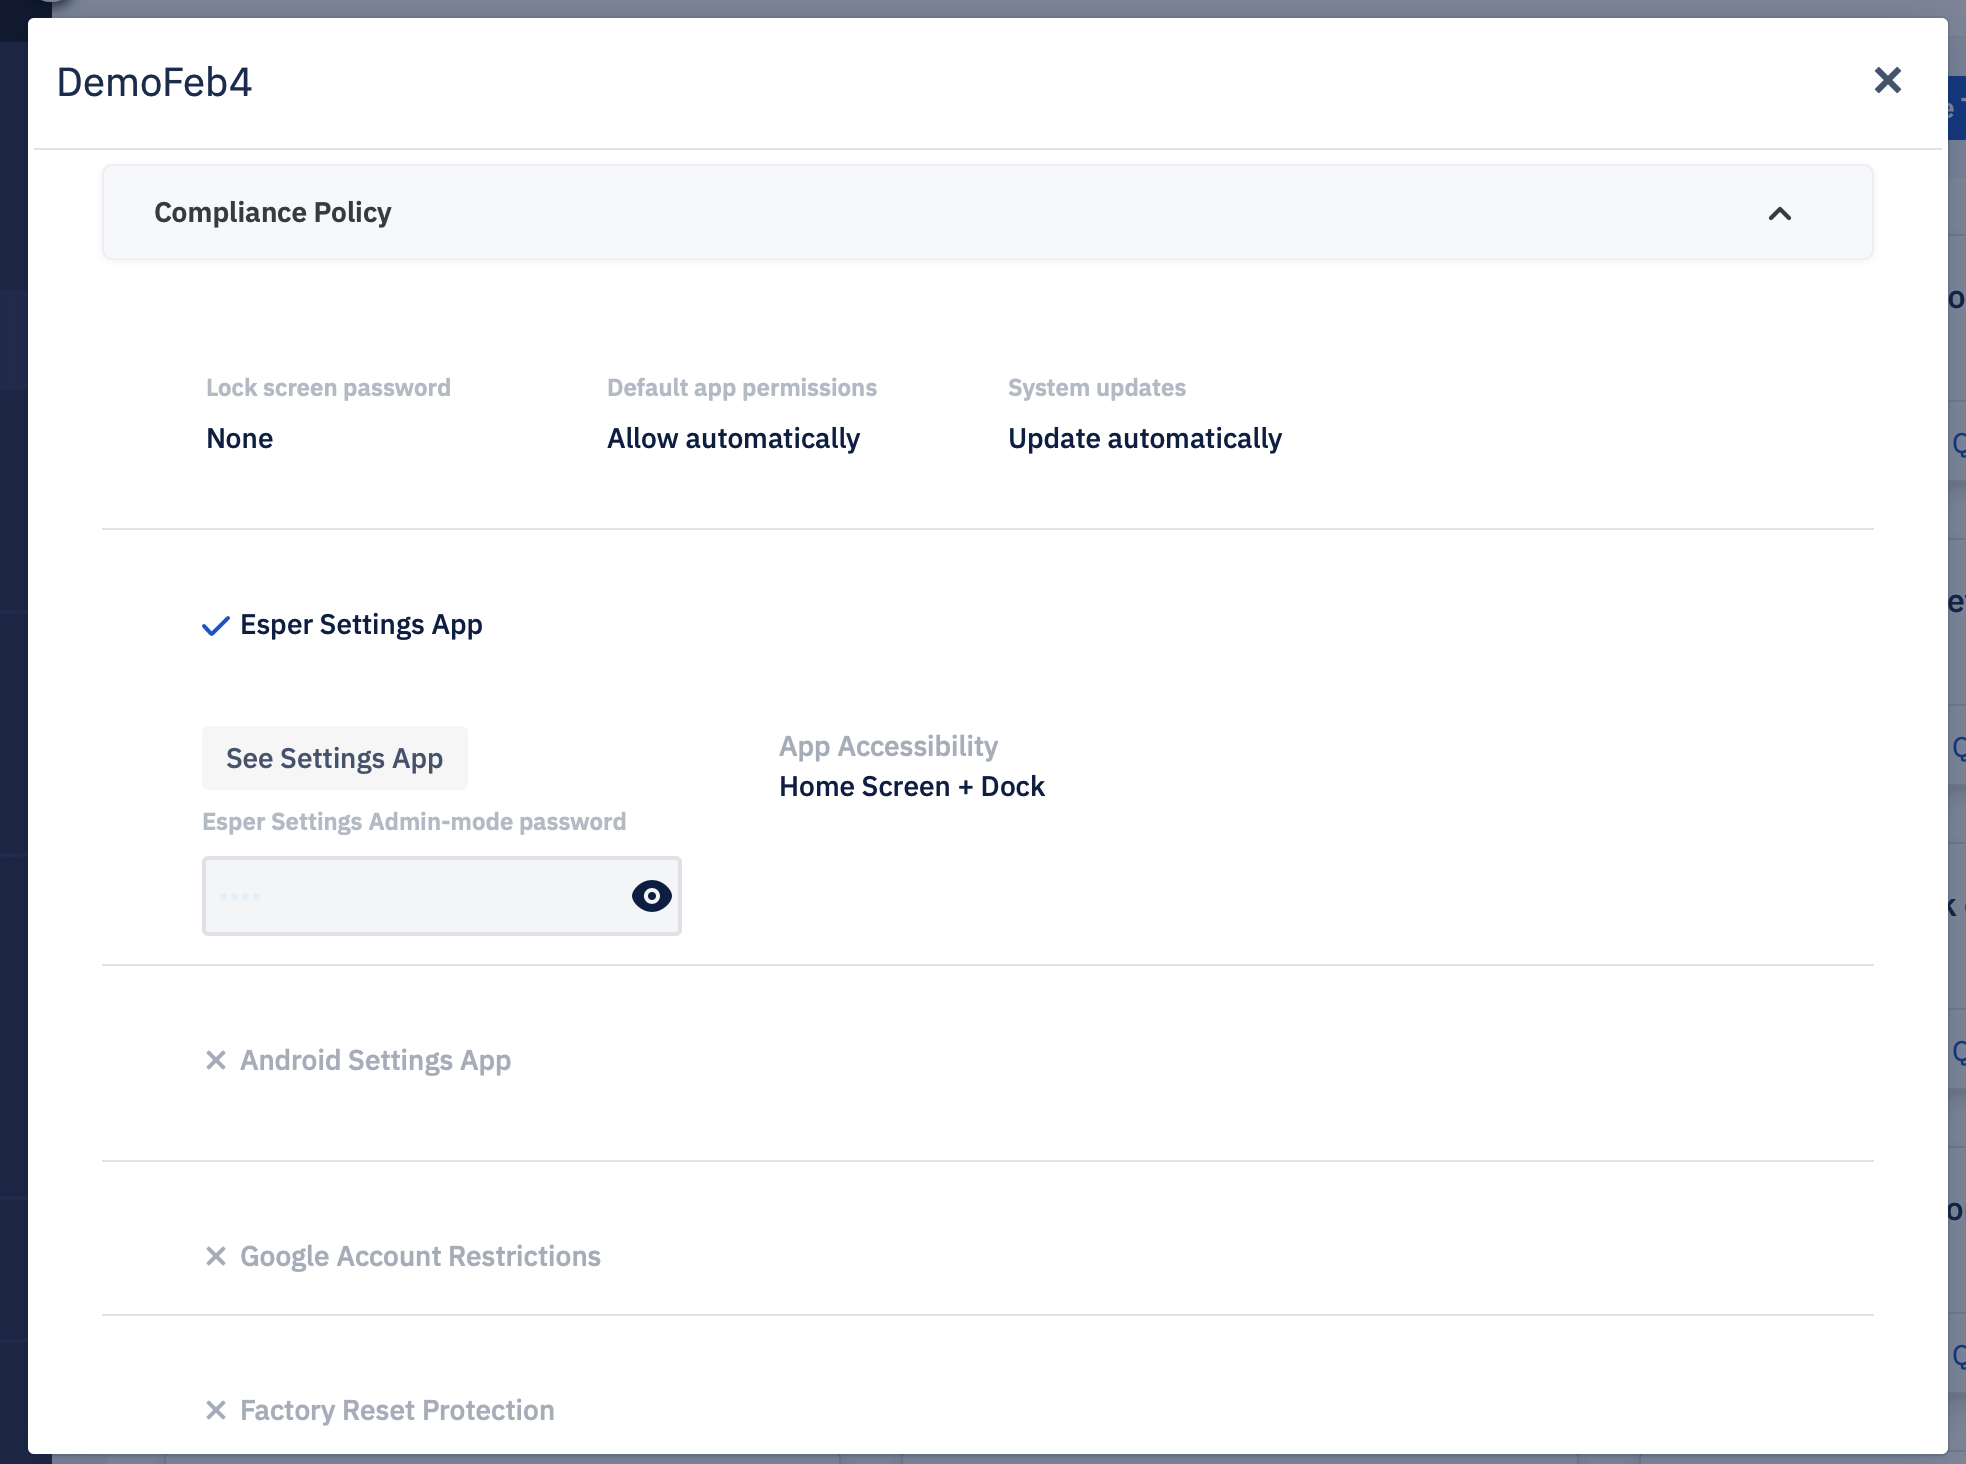 DemoFeb4
Compliance Policy
Lock screen password
Default app permissions
System updates
None
Allow automatically
Update automatically
Esper Settings App
See Settings App
App Accessibility
Home Screen + Dock
Esper Settings Admin-mode password
Android Settings App
Google Account Restrictions
Factory Reset Protection